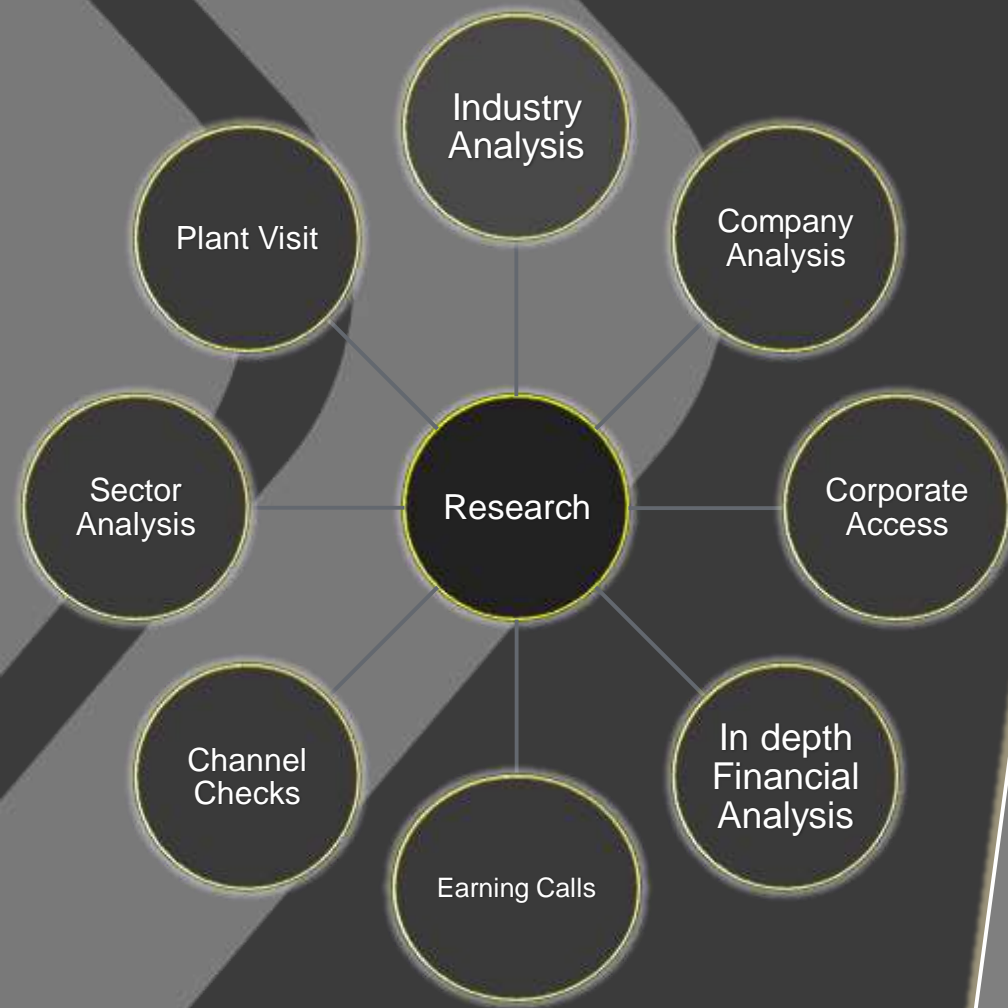 Industry
Analysis
Plant Visit
Company
Analysis
Sector
Analysis
Research
Corporate
Access
Channel
Checks
In depth
Financial
Analysis
Earning Calls